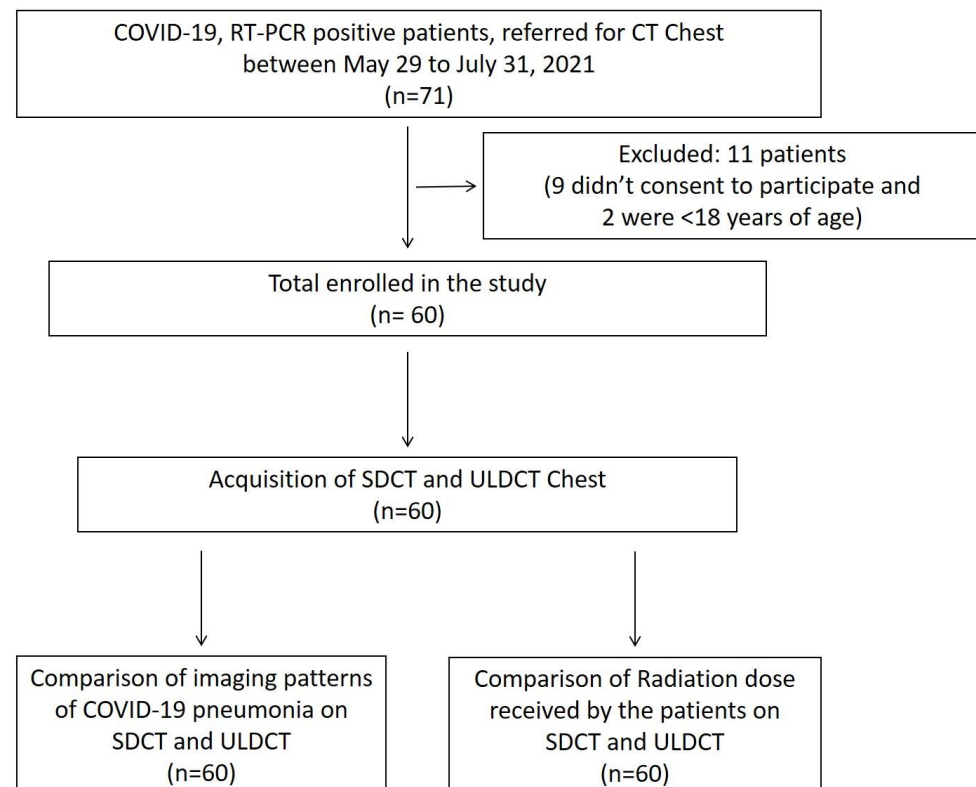 COVID-19, RT-PCR positive patients, referred for CT Chest
between May 29 to July 31, 2021
(n=71)
Excluded: 11 patients
(9 didn’t consent to participate and
2 were <18 years of age)
Total enrolled in the study
(n= 60)
Acquisition of SDCT and ULDCT Chest
(n=60)
Comparison of imaging patterns
of COVID-19 pneumonia on
SDCT and ULDCT
(n=60)
Comparison of Radiation dose
received by the patients on
SDCT and ULDCT
(n=60)